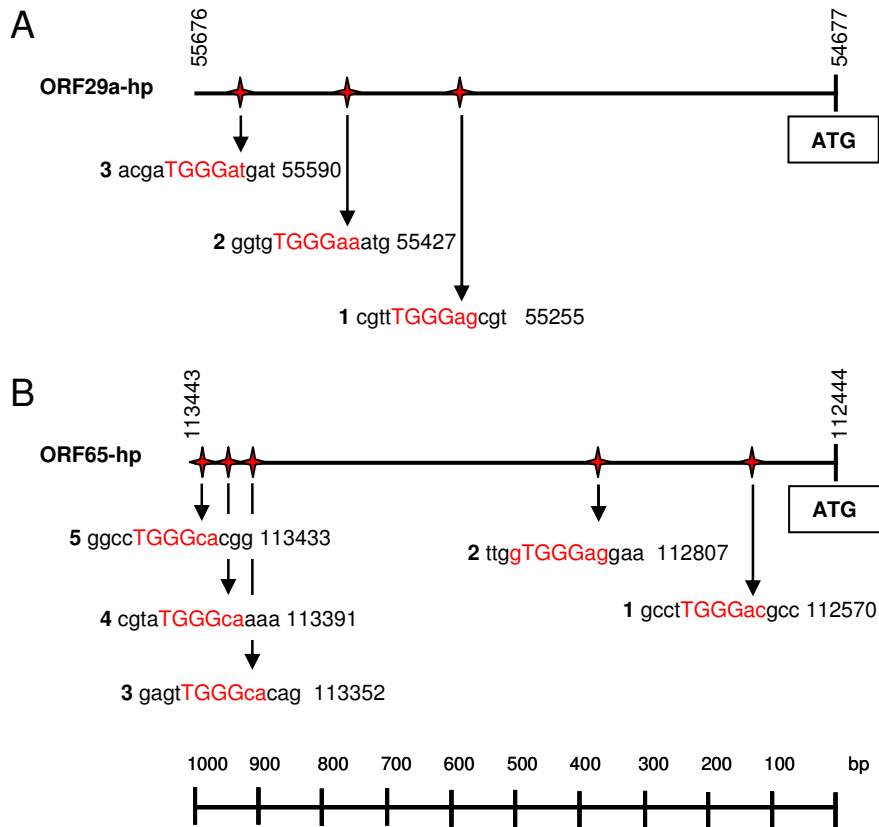 A
55676
54677
ORF29a-hp
ATG
3 acgaTGGGatgat 55590
2 ggtgTGGGaaatg 55427
1 cgttTGGGagcgt 55255
B
113443
112444
ORF65-hp
ATG
5 ggccTGGGcacgg 113433
2 ttggTGGGaggaa 112807
4 cgtaTGGGcaaaa 113391
1 gcctTGGGacgcc 112570
3 gagtTGGGcacag 113352
1000 900 800 700 600 500 400 300 200 100 bp